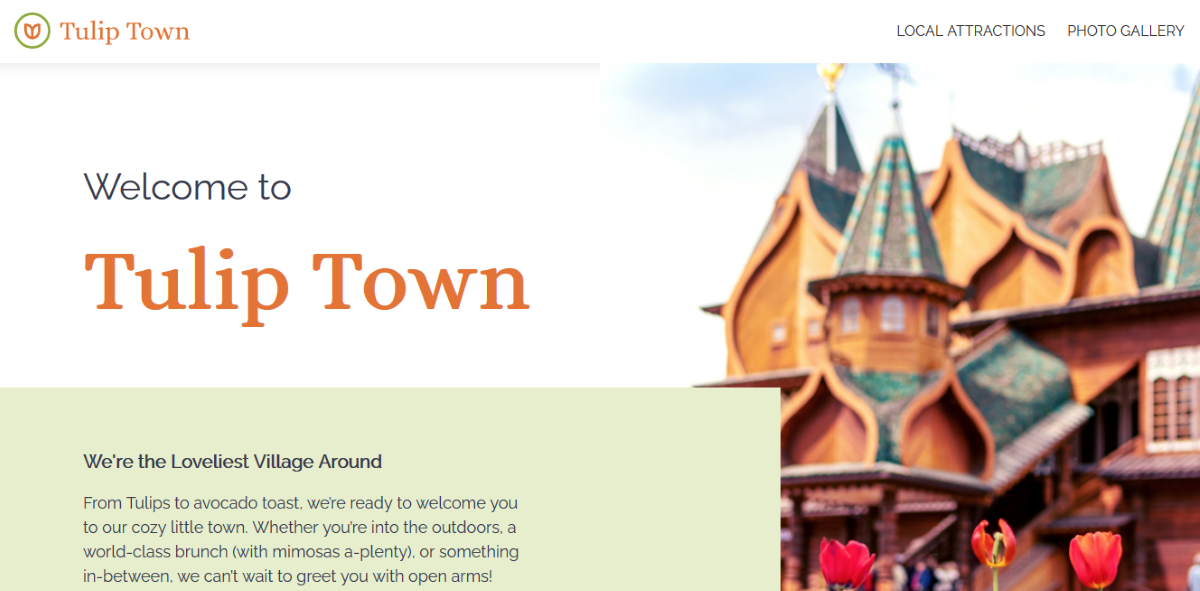 Tulip Town
LOCAL ATTRACTIONS
PHOTO GALLERY
Welcome to
Tulip Town
We're the Loveliest Village Around
From Tulips to avocado toast, we're ready to welcome you
to our cozy little town. Whether you're into the outdoors, a
world-class brunch (with mimosas a-plenty), or something
in-between, we can't wait to greet you with open arms!